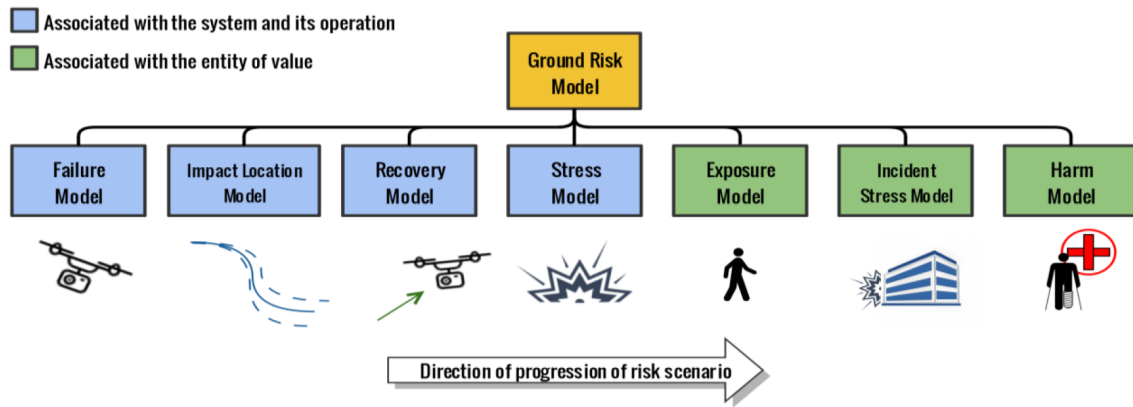 Associated with the system and its operation
Associated with the entity of value
Ground Risk
Model
Failure
Model
Impact Location
Model
Recovery
Model
Stress
Model
Exposure
Model
Incident
Stress Model
Harm
Model
Direction of progression of risk scenario